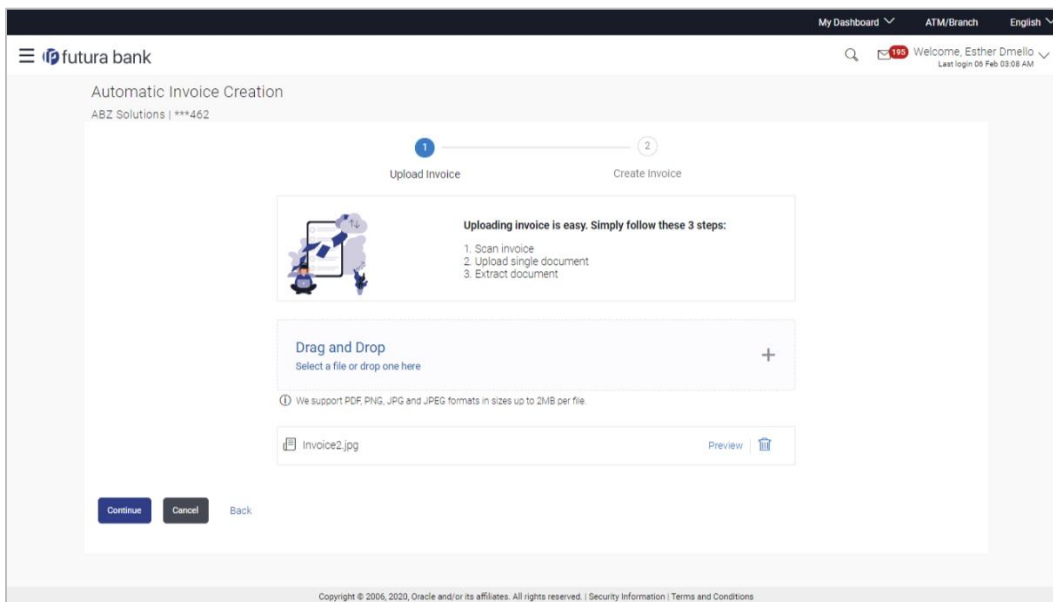 My Dashboard ATM/Branch English
futura bank 195 Welcome, Esther Dmello
Last login 06 Feb 03:08 AM
Automatic Invoice Creation
ABZ Solutions | ***462
1 2
Upload Invoice Create Invoice
Uploading invoice is easy. Simply follow these 3 steps:
1. Scan invoice
2. Upload single document
3. Extract document
Drag and Drop
Select a file or drop one here
We support PDF, PNG, JPG and JPEG formats in sizes up to 2MB per file.
Invoice2.jpg Preview
Continue Cancel Back
Copyright © 2006, 2020, Oracle and/or its affiliates. All rights reserved. | Security Information | Terms and Conditions